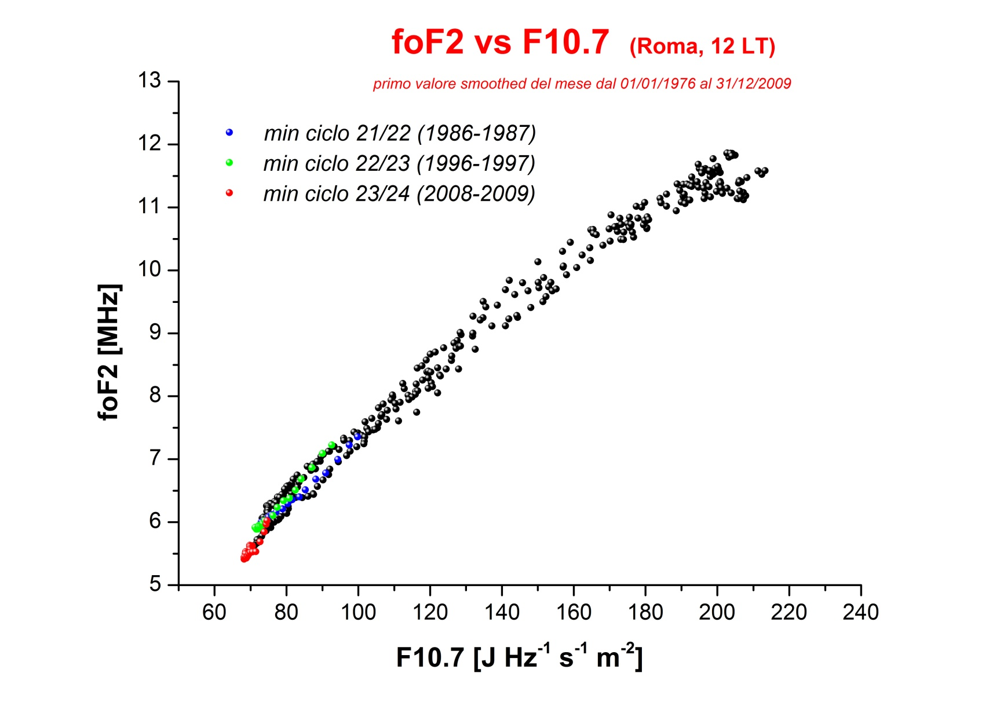 foF2 vs F10.7 (Roma, 12 LT)
primo valore smoothed del mese dal 01/01/1976 al 31/12/2009
min ciclo 21/22 (1986-1987)
min ciclo 22/23 (1996-1997)
min ciclo 23/24 (2008-2009)
foF2 [MHz]
13
12
11
10
9
8
7
6
5
60 80 100 120 140 160 180 200 220 240
F10.7 [J Hz⁻¹ s⁻¹ m⁻²]